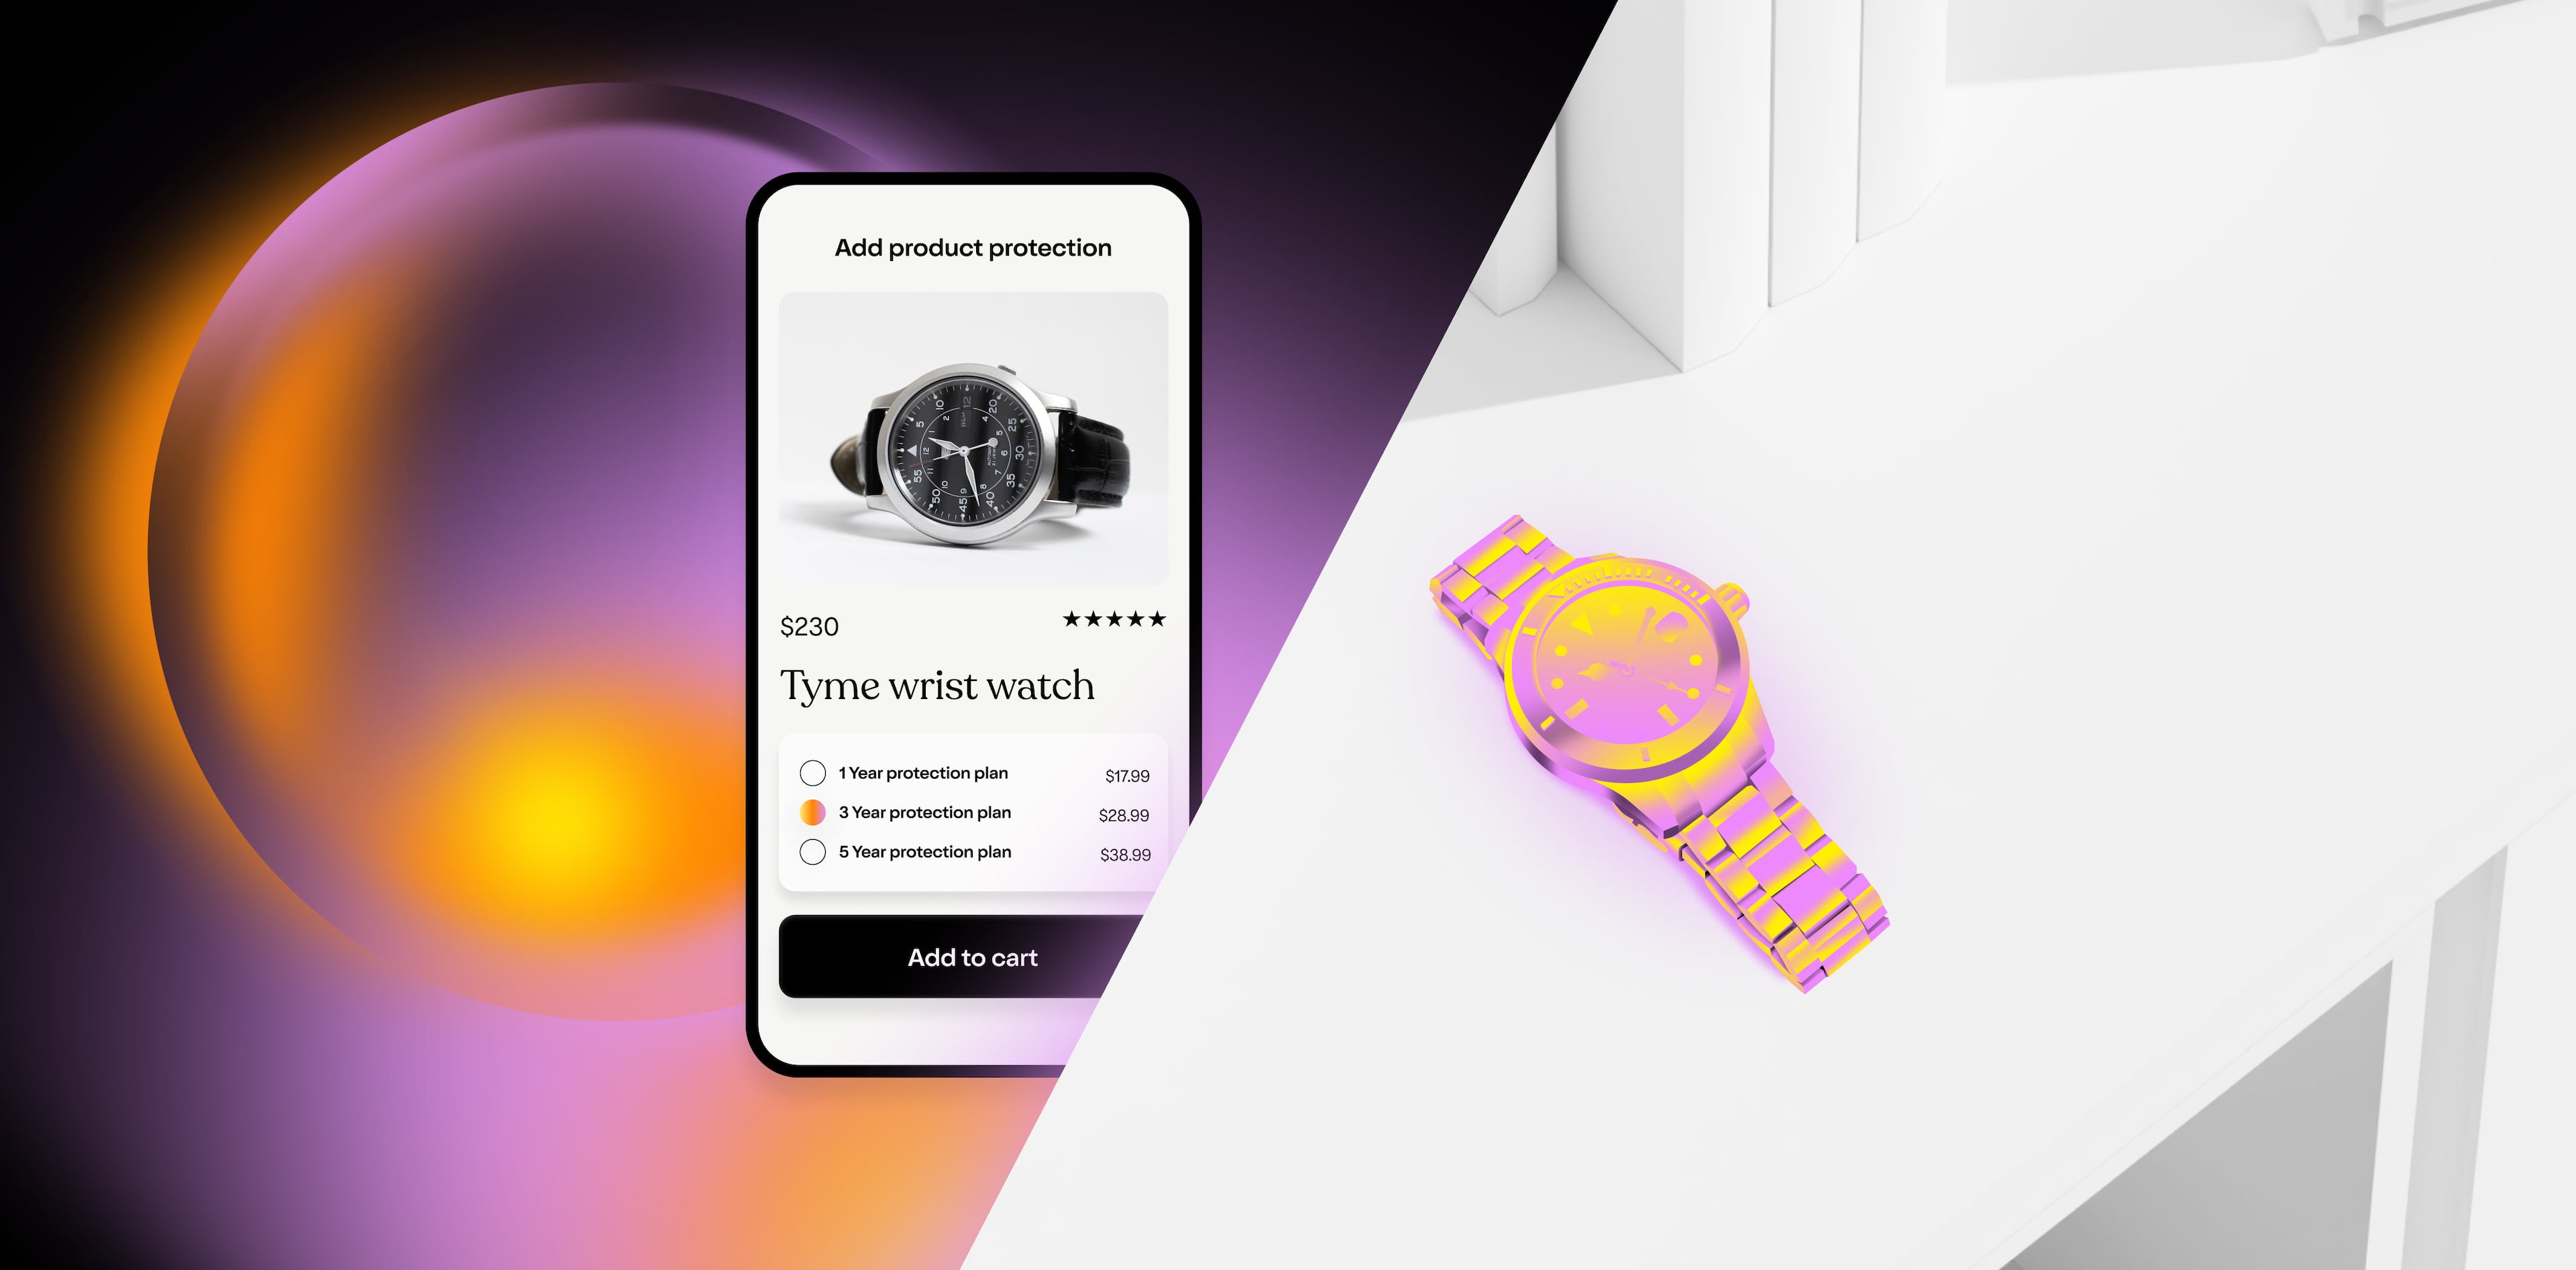 Add product protection
$230 ★★★★★
Tyme wrist watch
1 Year protection plan $17.99
3 Year protection plan $28.99
5 Year protection plan $38.99
Add to cart